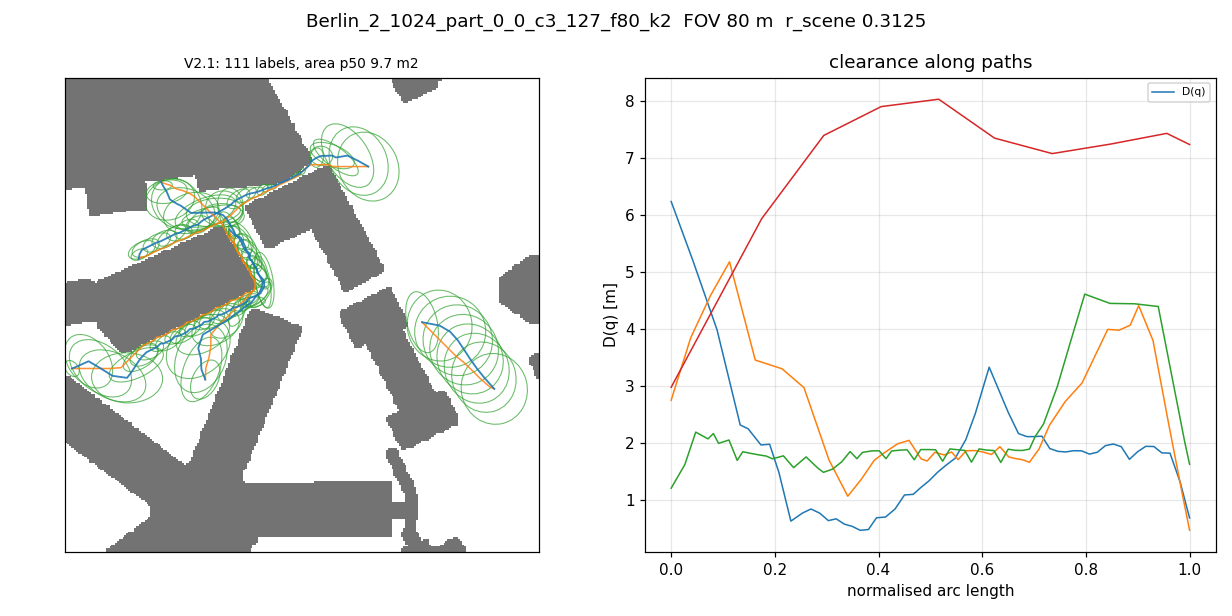 Berlin_2_1024_part_0_0_c3_127_f80_k2  FOV 80 m  r_scene 0.3125
V2.1: 111 labels, area p50 9.7 m2
clearance along paths
D(q)
8
7
6
5
4
3
2
1
D(q) [m]
0.0 0.2 0.4 0.6 0.8 1.0
normalised arc length